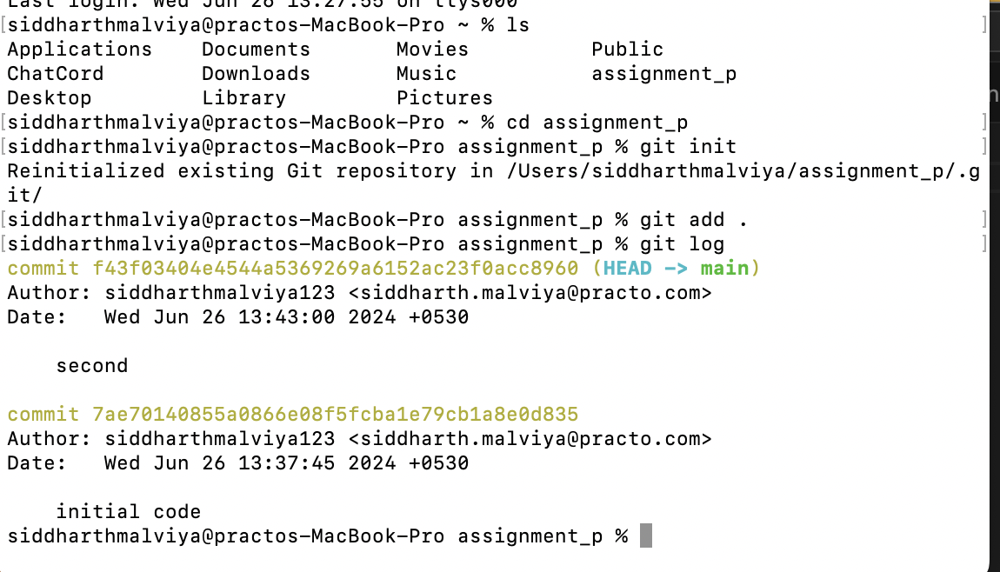 Last login: Wed Jun 26 13:27:55 on ttys000
[siddharthmalviya@practos-MacBook-Pro ~ % ls ]
Applications Documents Movies Public
ChatCord Downloads Music assignment_p
Desktop Library Pictures
[siddharthmalviya@practos-MacBook-Pro ~ % cd assignment_p ]
[siddharthmalviya@practos-MacBook-Pro assignment_p % git init ]
Reinitialized existing Git repository in /Users/siddharthmalviya/assignment_p/.g
it/
[siddharthmalviya@practos-MacBook-Pro assignment_p % git add . ]
[siddharthmalviya@practos-MacBook-Pro assignment_p % git log ]
commit f43f03404e4544a5369269a6152ac23f0acc8960 (HEAD -> main)
Author: siddharthmalviya123 <siddharth.malviya@practo.com>
Date: Wed Jun 26 13:43:00 2024 +0530
second
commit 7ae70140855a0866e08f5fcba1e79cb1a8e0d835
Author: siddharthmalviya123 <siddharth.malviya@practo.com>
Date: Wed Jun 26 13:37:45 2024 +0530
initial code
siddharthmalviya@practos-MacBook-Pro assignment_p %